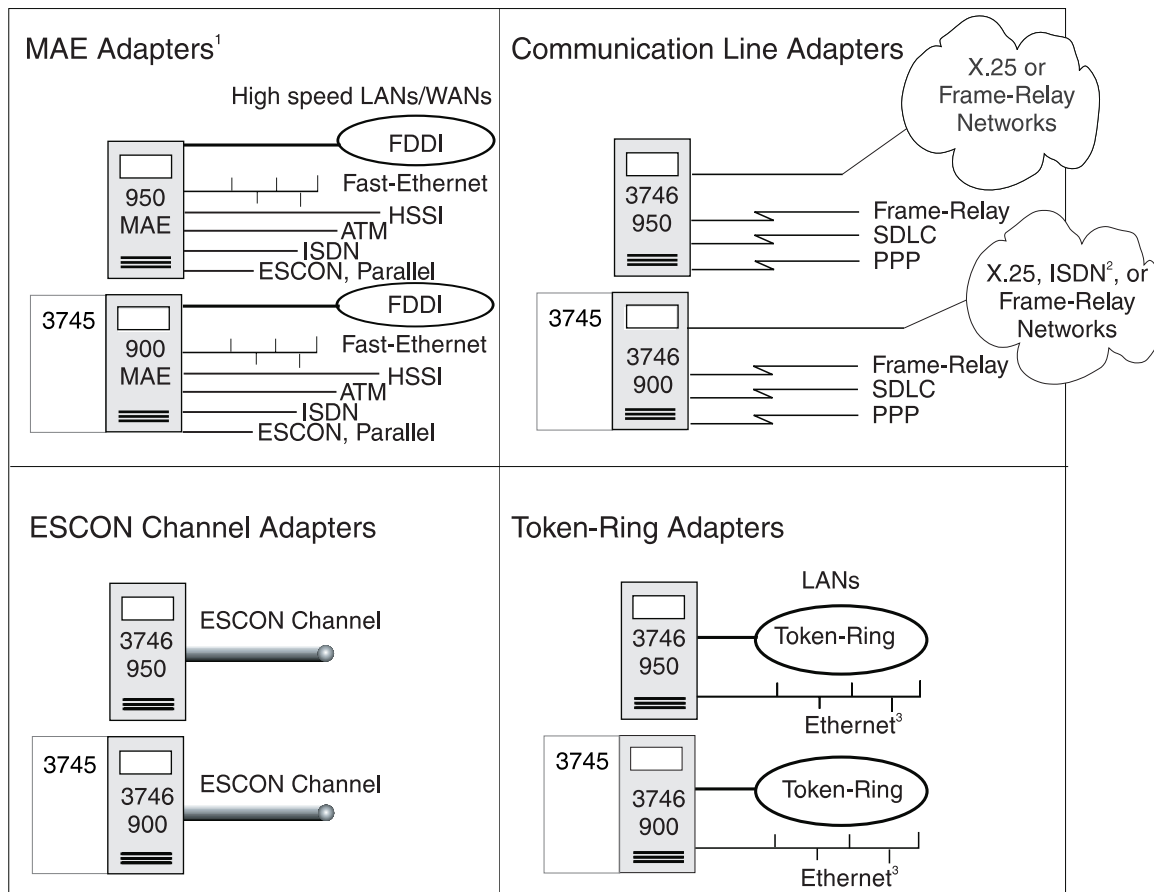 MAE Adapters¹
High speed LANs/WANs
FDDI
Fast-Ethernet
950
MAE
HSSI
ATM
ISDN
ESCON, Parallel
3745
900
MAE
FDDI
Fast-Ethernet
HSSI
ATM
ISDN
ESCON, Parallel
Communication Line Adapters
X.25 or
Frame-Relay
Networks
3746
950
Frame-Relay
SDLC
PPP
X.25, ISDN², or
Frame-Relay
Networks
3745
3746
900
Frame-Relay
SDLC
PPP
ESCON Channel Adapters
3746
950
ESCON Channel
3745
3746
900
ESCON Channel
Token-Ring Adapters
LANs
3746
950
Token-Ring
Ethernet³
3745
3746
900
Token-Ring
Ethernet³